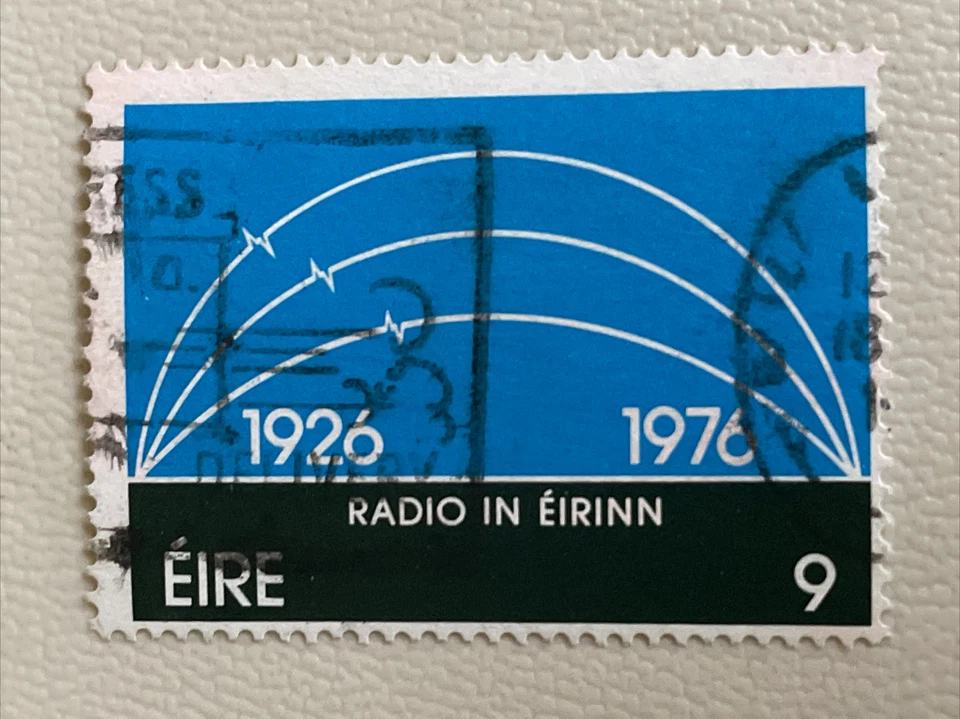 1926 1976
RADIO IN ÉIRINN
ÉIRE 9